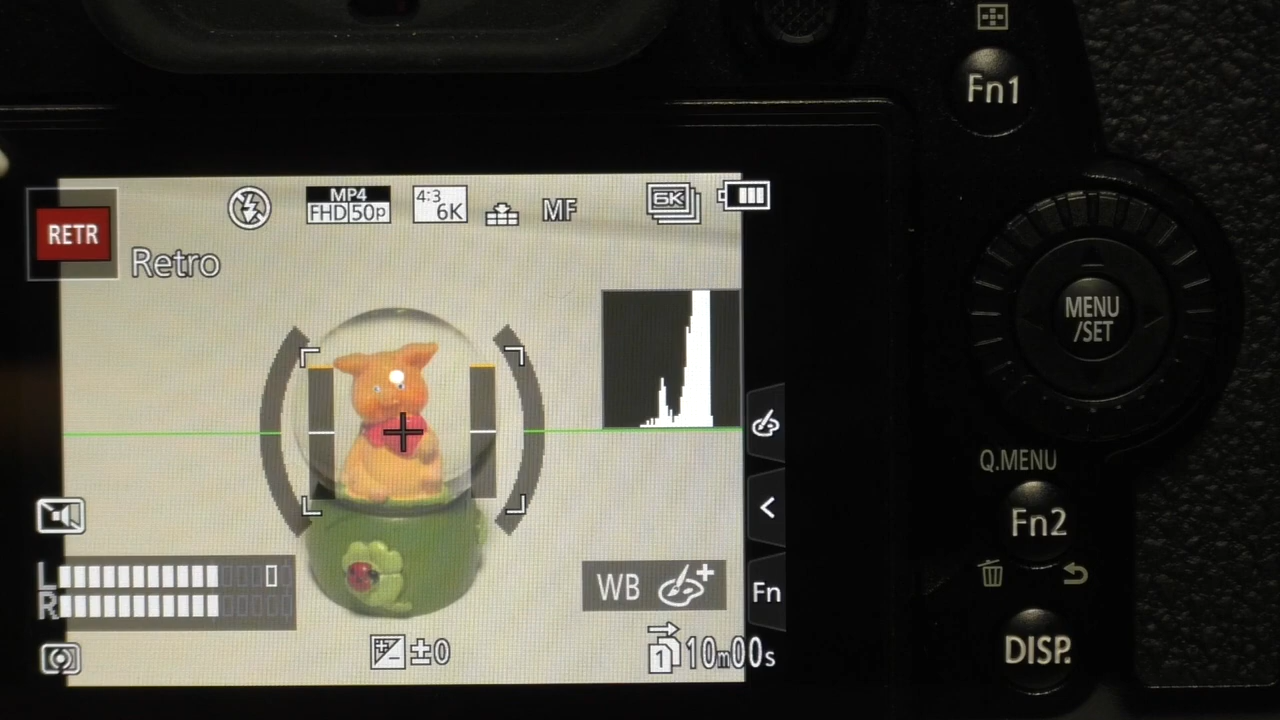 Fn1
MP4
FHD 50p
4:3
6K
MF
6K
RETR
Retro
MENU
/SET
Q.MENU
Fn2
L
R
WB
Fn
±0
1
10m00s
DISP.